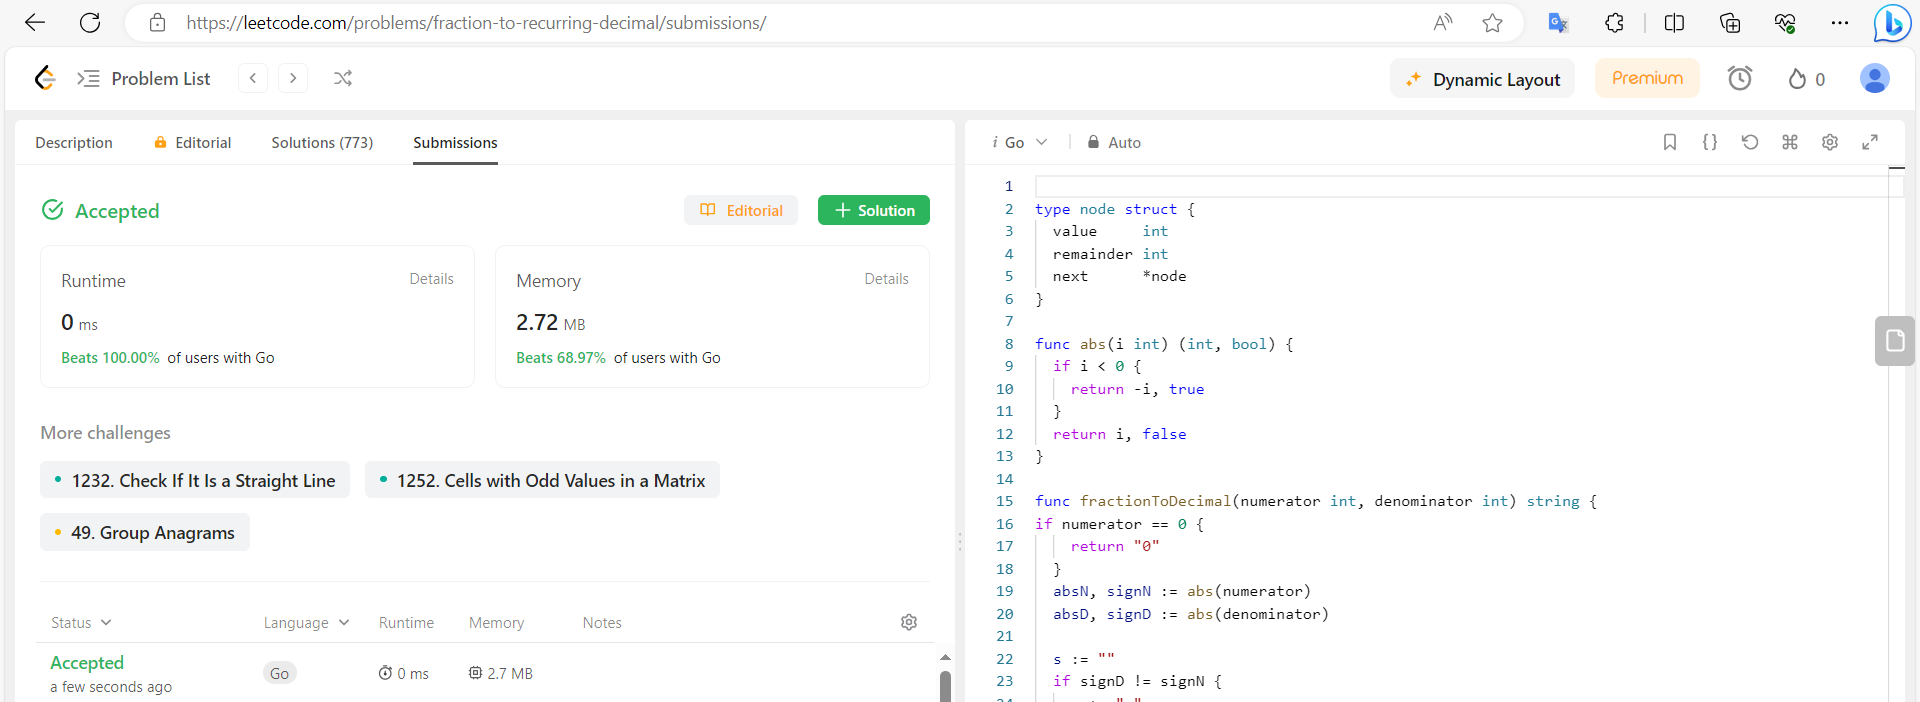 https://leetcode.com/problems/fraction-to-recurring-decimal/submissions/
Problem List
Dynamic Layout
Premium
0
Description
Editorial
Solutions (773)
Submissions
Accepted
Editorial
Solution
Runtime
Details
0 ms
Beats 100.00% of users with Go
Memory
Details
2.72 MB
Beats 68.97% of users with Go
More challenges
1232. Check If It Is a Straight Line
1252. Cells with Odd Values in a Matrix
49. Group Anagrams
Status
Language
Runtime
Memory
Notes
Accepted
a few seconds ago
Go
0 ms
2.7 MB
i Go
Auto
1
2 type node struct {
3 value int
4 remainder int
5 next *node
6 }
7
8 func abs(i int) (int, bool) {
9 if i < 0 {
10 return -i, true
11 }
12 return i, false
13 }
14
15 func fractionToDecimal(numerator int, denominator int) string {
16 if numerator == 0 {
17 return "0"
18 }
19 absN, signN := abs(numerator)
20 absD, signD := abs(denominator)
21
22 s := ""
23 if signD != signN {